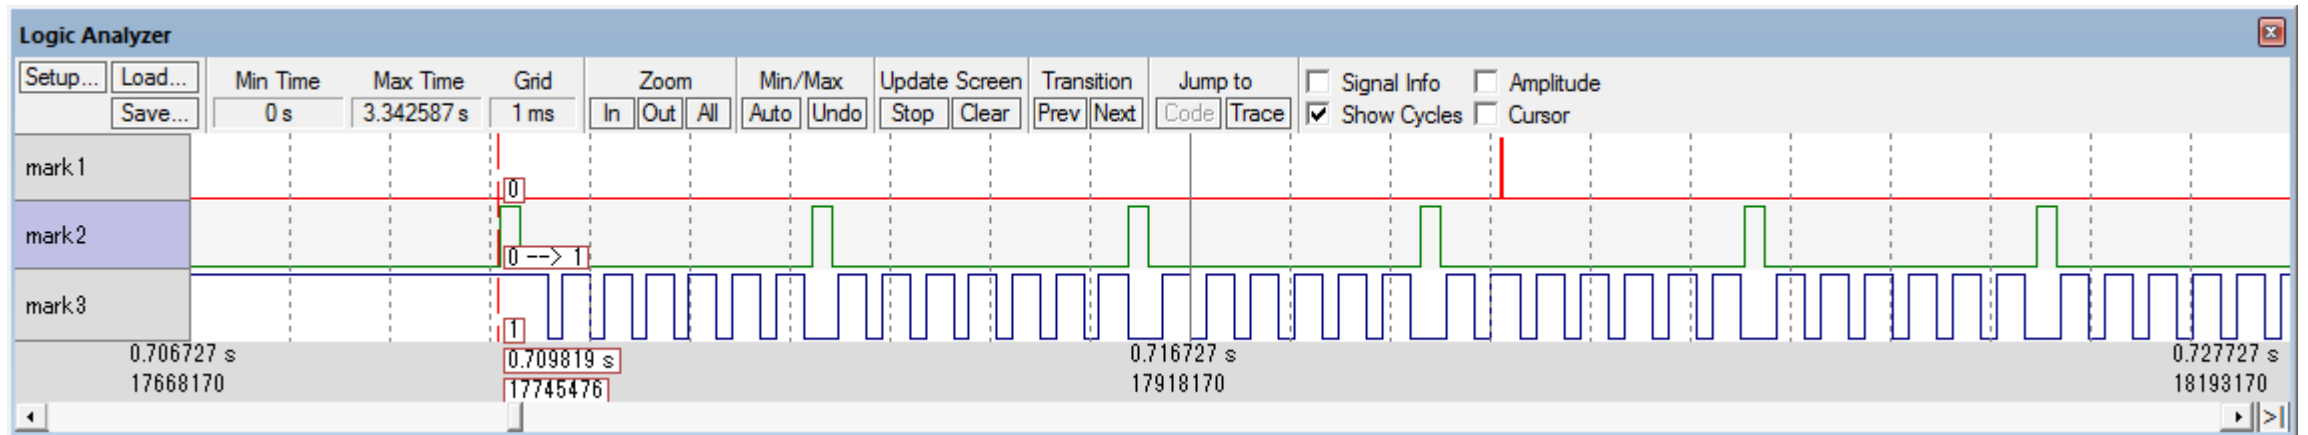 Logic Analyzer
Setup... Load... Min Time Max Time Grid Zoom Min/Max Update Screen Transition Jump to Signal Info Amplitude
Save... 0 s 3.342587 s 1 ms In Out All Auto Undo Stop Clear Prev Next Code Trace Show Cycles Cursor
mark1
0
mark2
0 --> 1
mark3
1
0.706727 s 0.709819 s 0.716727 s 0.727727 s
17668170 17745476 17918170 18193170
>|